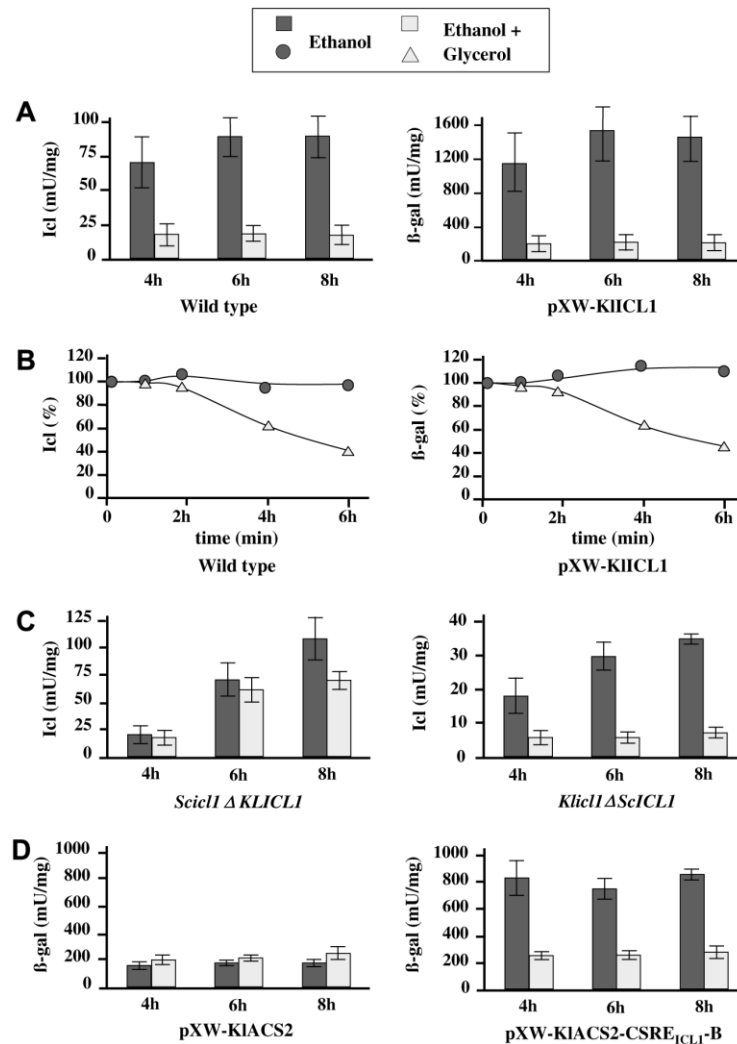 Ethanol
Ethanol +
Glycerol
A
Icl (mU/mg)
100
75
50
25
0
4h 6h 8h
Wild type
ß-gal (mU/mg)
1600
1200
800
400
0
4h 6h 8h
pXW-KlICL1
B
Icl (%)
120
100
80
60
40
20
0
0 2h 4h 6h
time (min)
Wild type
ß-gal (%)
120
100
80
60
40
20
0
0 2h 4h 6h
time (min)
pXW-KlICL1
C
Icl (mU/mg)
125
100
75
50
25
0
4h 6h 8h
Scicl1 Δ KLICL1
Icl (mU/mg)
40
30
20
10
0
4h 6h 8h
Klicl1ΔScICL1
D
ß-gal (mU/mg)
1000
800
600
400
200
0
4h 6h 8h
pXW-KlACS2
ß-gal (mU/mg)
1000
800
600
400
200
0
4h 6h 8h
pXW-KlACS2-CSREICL1-B